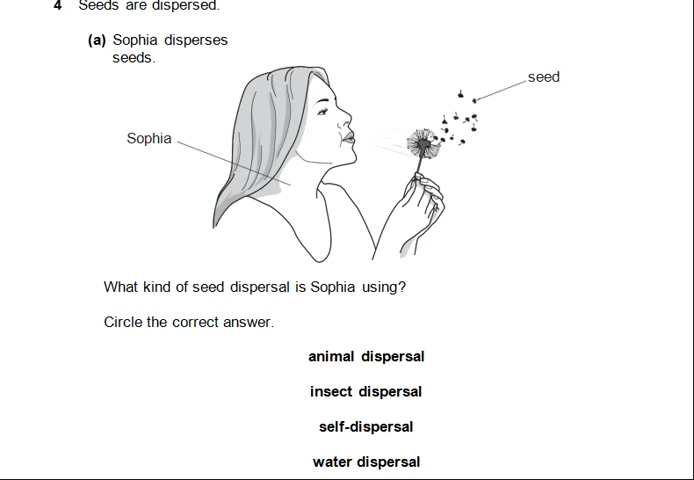 4 Seeds are dispersed.
(a) Sophia disperses
seeds.
seed
Sophia
What kind of seed dispersal is Sophia using?
Circle the correct answer.
animal dispersal
insect dispersal
self-dispersal
water dispersal